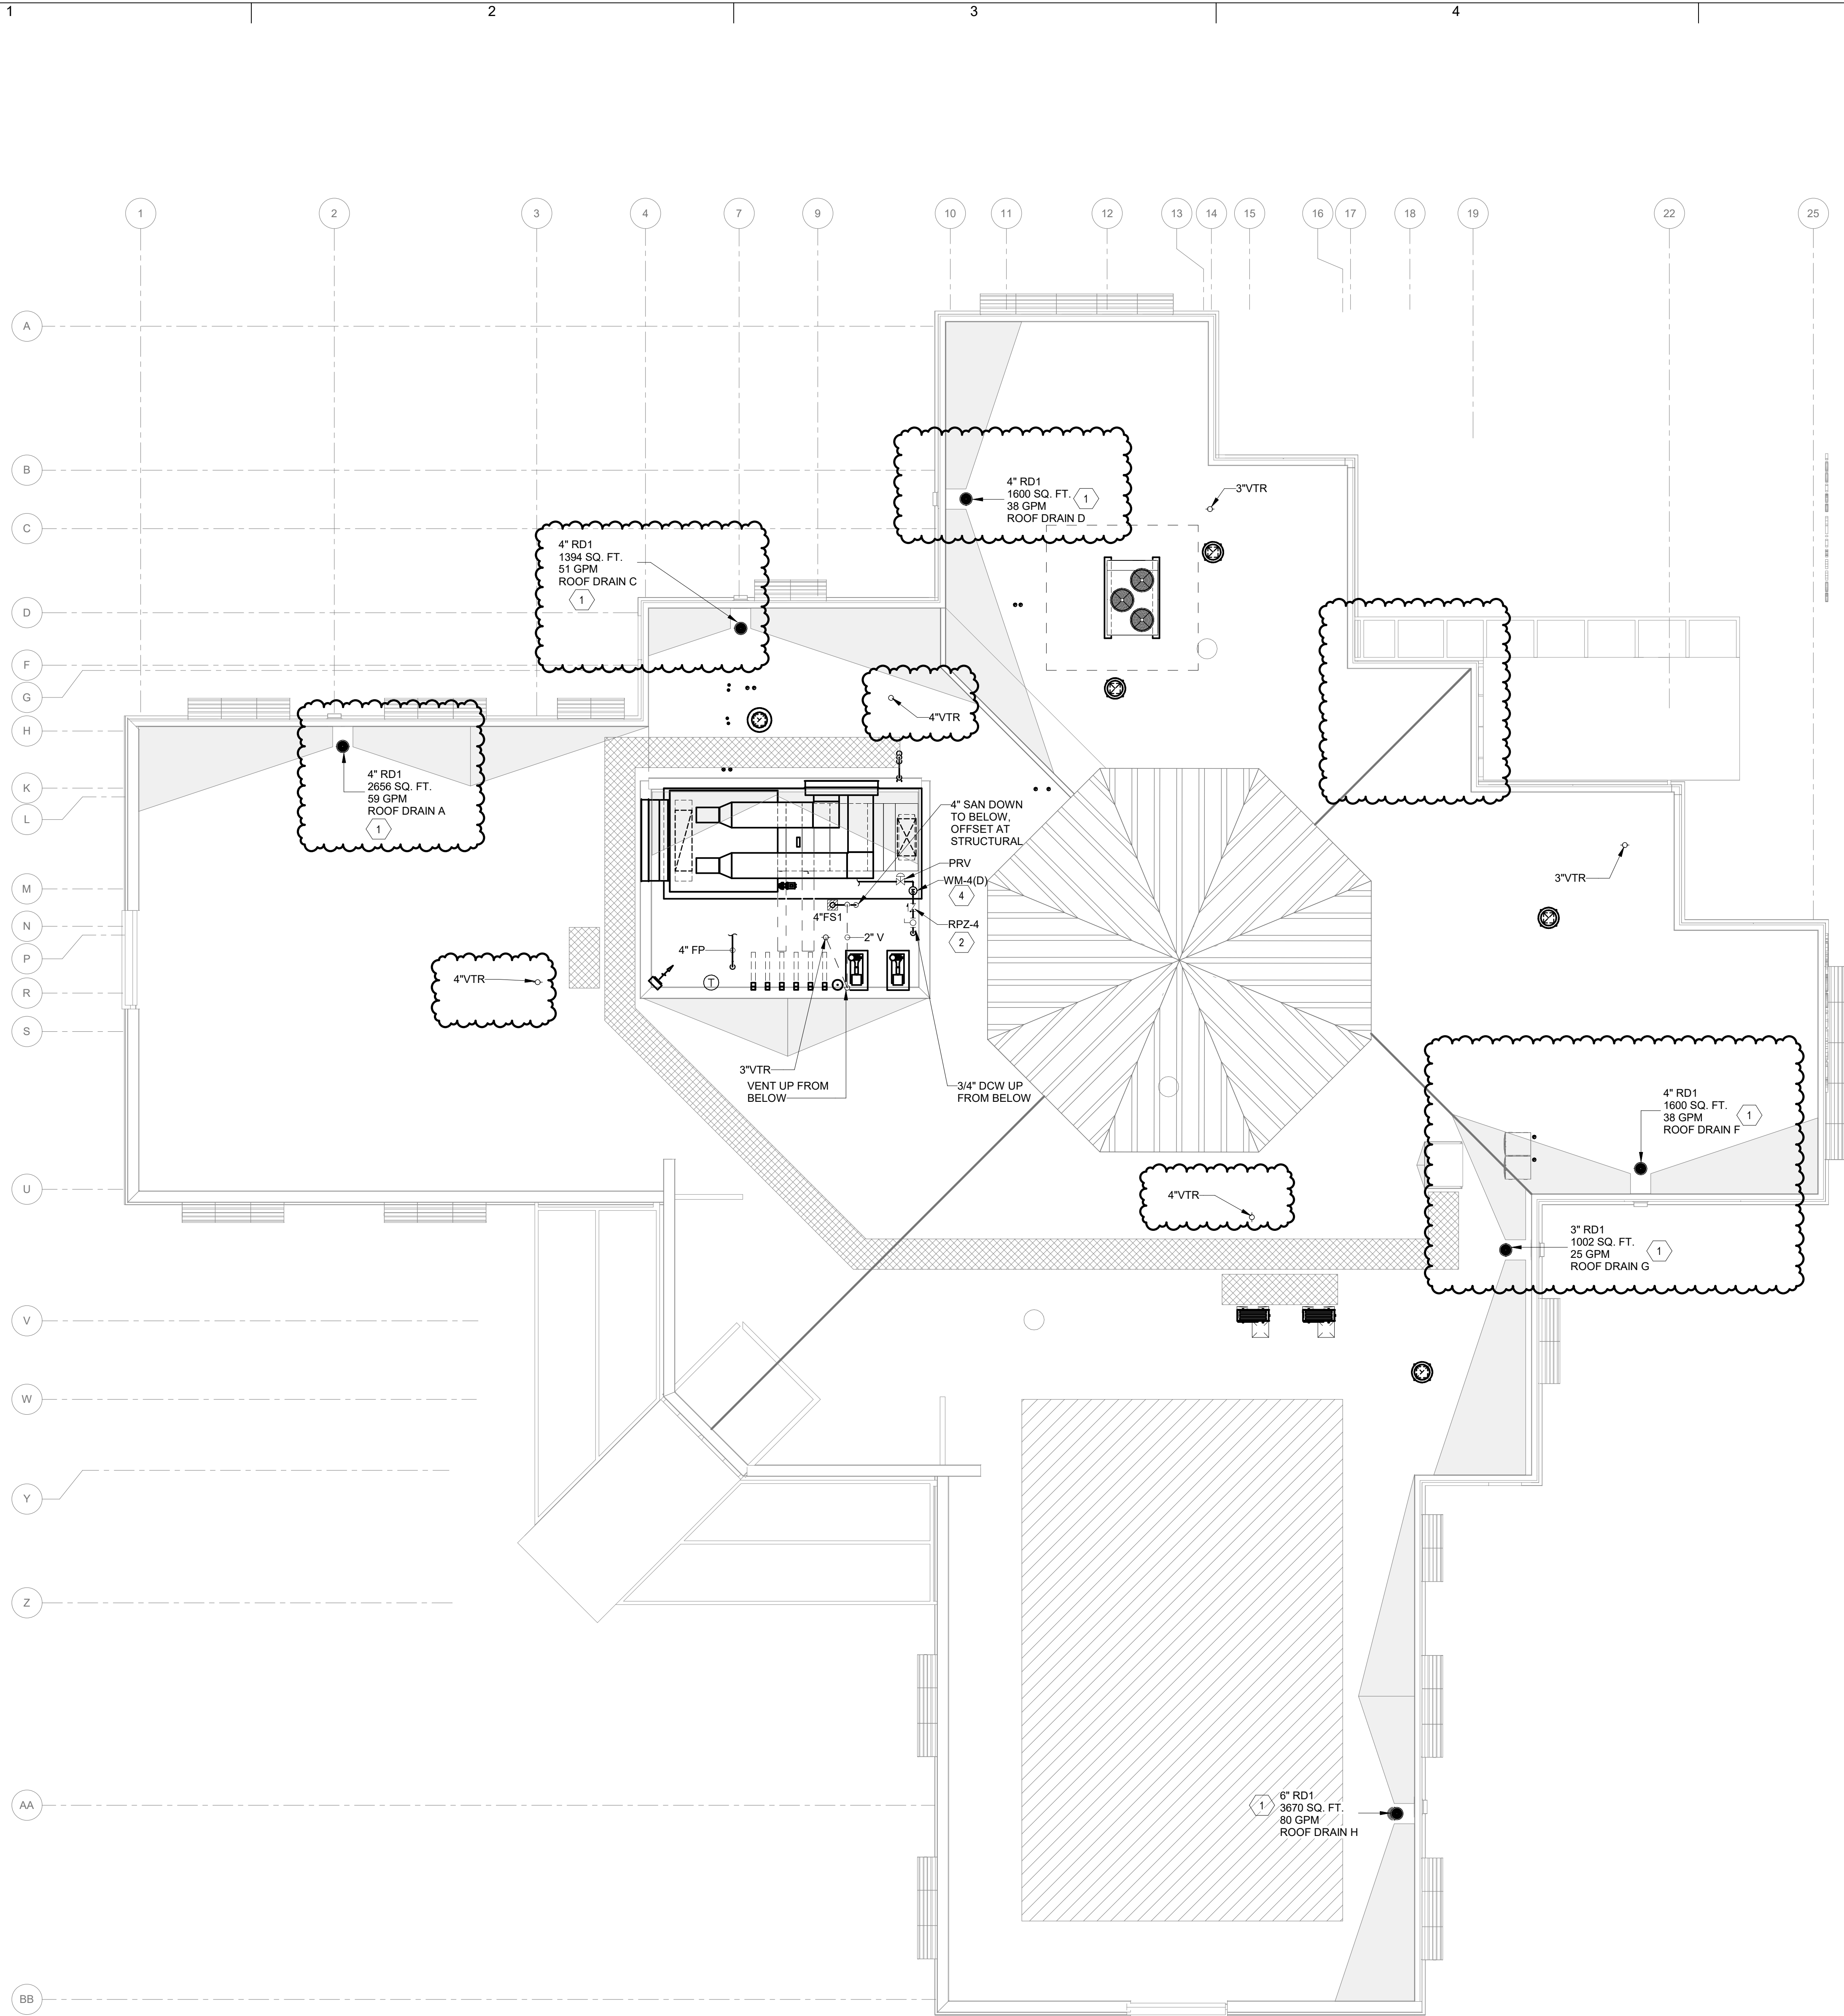 1
2
3
4
1
2
3
4
7
9
10
11
12
13
14
15
16
17
18
19
22
25
A
B
C
D
F
G
H
K
L
M
N
P
R
S
U
V
W
Y
Z
AA
BB
4" RD1
1600 SQ. FT.
38 GPM
ROOF DRAIN D
1
3"VTR
4" RD1
1394 SQ. FT.
51 GPM
ROOF DRAIN C
1
4"VTR
4" RD1
2656 SQ. FT.
59 GPM
ROOF DRAIN A
1
4" SAN DOWN
TO BELOW,
OFFSET AT
STRUCTURAL
PRV
WM-4(D)
4
4"FS1
RPZ-4
2
2" V
4" FP
T
4"VTR
3"VTR
3"VTR
VENT UP FROM
BELOW
3/4" DCW UP
FROM BELOW
4" RD1
1600 SQ. FT.
38 GPM
ROOF DRAIN F
1
4"VTR
3" RD1
1002 SQ. FT.
25 GPM
ROOF DRAIN G
1
1
6" RD1
3670 SQ. FT.
80 GPM
ROOF DRAIN H